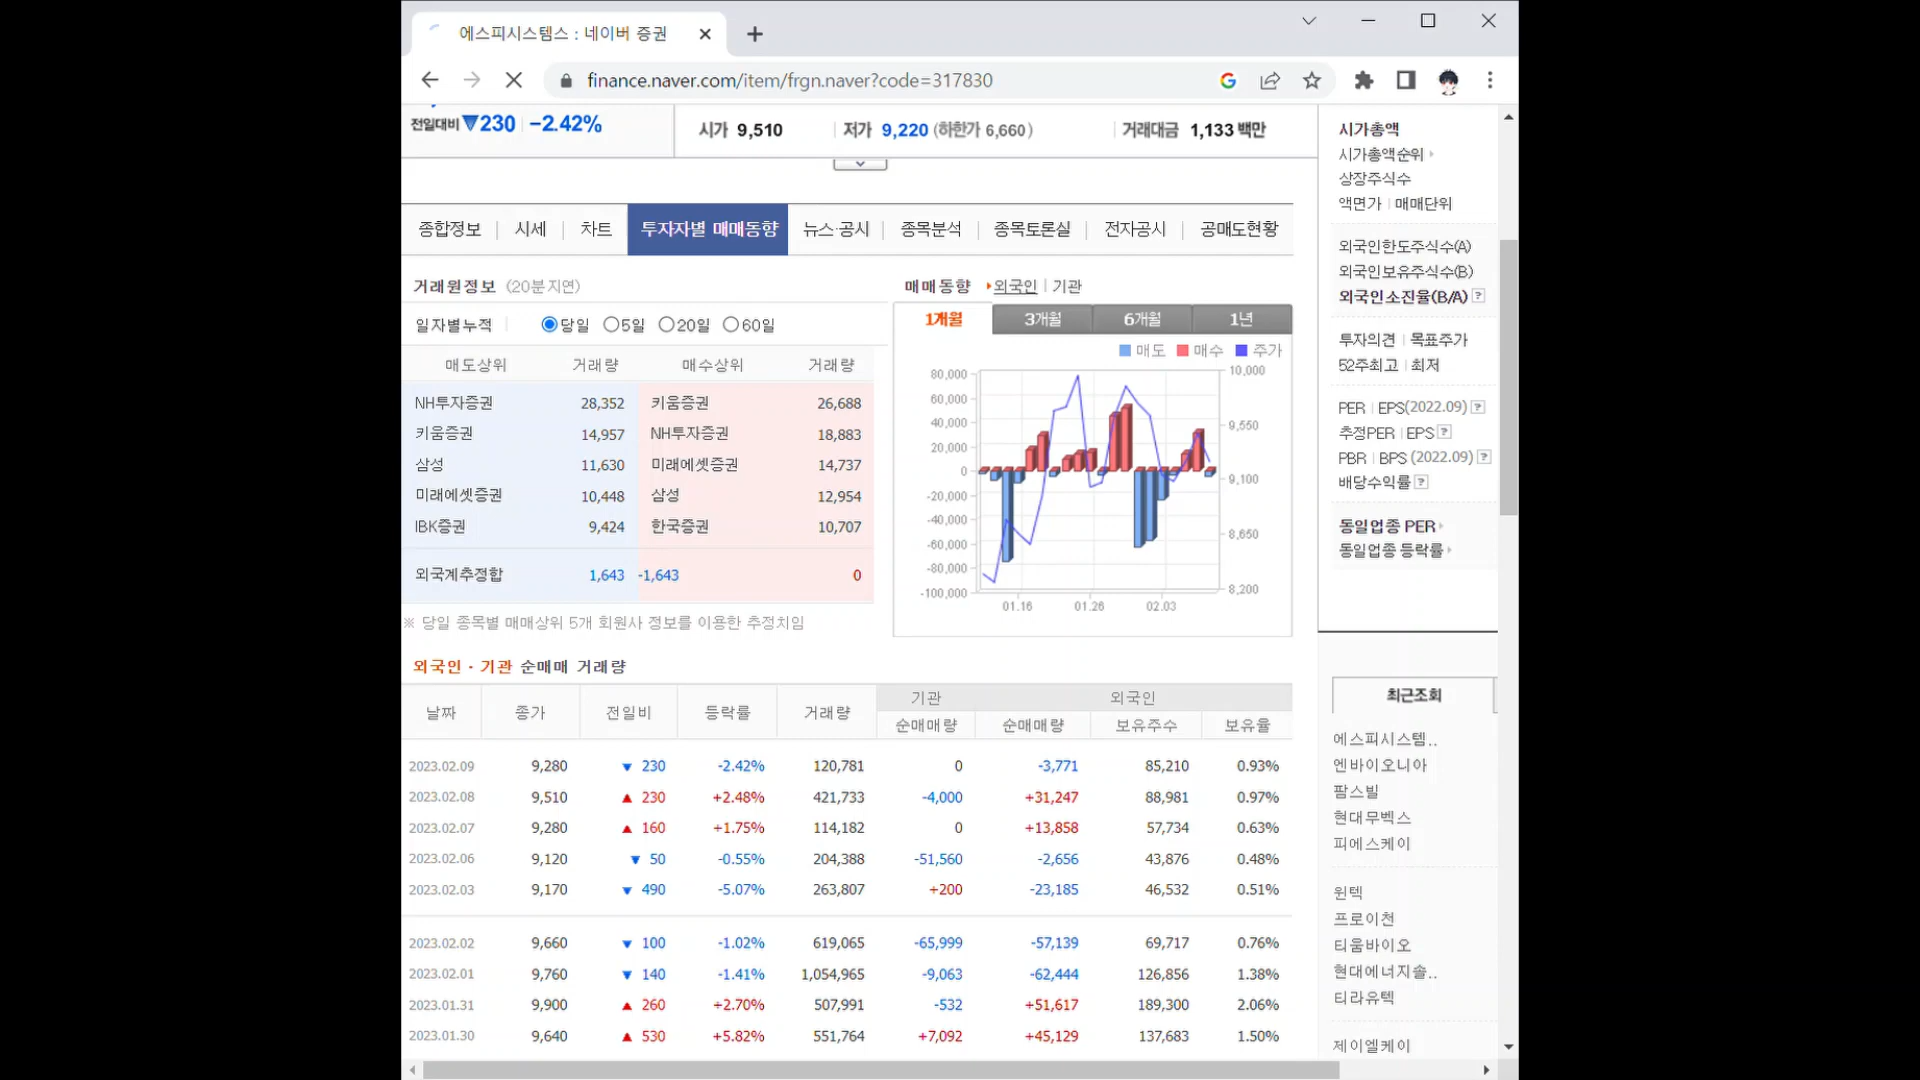 에스피시스템스 : 네이버 증권
finance.naver.com/item/frgn.naver?code=317830
전일대비 ▼230 -2.42%
시가 9,510 저가 9,220 (하한가 6,660) 거래대금 1,133 백만
종합정보 시세 차트 투자자별 매매동향 뉴스·공시 종목분석 종목토론실 전자공시 공매도현황
거래원정보 (20분지연)
일자별누적 당일 5일 20일 60일
매도상위 거래량 매수상위 거래량
NH투자증권 28,352 키움증권 26,688
키움증권 14,957 NH투자증권 18,883
삼성 11,630 미래에셋증권 14,737
미래에셋증권 10,448 삼성 12,954
IBK증권 9,424 한국증권 10,707
외국계추정합 1,643 -1,643 0
※ 당일 종목별 매매상위 5개 회원사 정보를 이용한 추정치임
매매동향 외국인 기관
1개월 3개월 6개월 1년
매도 매수 주가
80,000 10,000
60,000
40,000 9,550
20,000
0 9,100
-20,000
-40,000 8,650
-60,000
-80,000
-100,000 8,200
01.16 01.26 02.03
외국인·기관 순매매 거래량
날짜 종가 전일비 등락률 거래량 기관 외국인
순매매량 순매매량 보유주수 보유율
2023.02.09 9,280 ▼ 230 -2.42% 120,781 0 -3,771 85,210 0.93%
2023.02.08 9,510 ▲ 230 +2.48% 421,733 -4,000 +31,247 88,981 0.97%
2023.02.07 9,280 ▲ 160 +1.75% 114,182 0 +13,858 57,734 0.63%
2023.02.06 9,120 ▼ 50 -0.55% 204,388 -51,560 -2,656 43,876 0.48%
2023.02.03 9,170 ▼ 490 -5.07% 263,807 +200 -23,185 46,532 0.51%
2023.02.02 9,660 ▼ 100 -1.02% 619,065 -65,999 -57,139 69,717 0.76%
2023.02.01 9,760 ▼ 140 -1.41% 1,054,965 -9,063 -62,444 126,856 1.38%
2023.01.31 9,900 ▲ 260 +2.70% 507,991 -532 +51,617 189,300 2.06%
2023.01.30 9,640 ▲ 530 +5.82% 551,764 +7,092 +45,129 137,683 1.50%
시가총액
시가총액순위
상장주식수
액면가 매매단위
외국인한도주식수(A)
외국인보유주식수(B)
외국인소진율(B/A) ?
투자의견 목표주가
52주최고 최저
PER EPS(2022.09) ?
추정PER EPS ?
PBR BPS (2022.09) ?
배당수익률 ?
동일업종 PER
동일업종 등락률
최근조회
에스피시스템..
엔바이오니아
팜스빌
현대무벡스
피에스케이
윈텍
프로이천
티움바이오
현대에너지솔..
티라유텍
제이엘케이